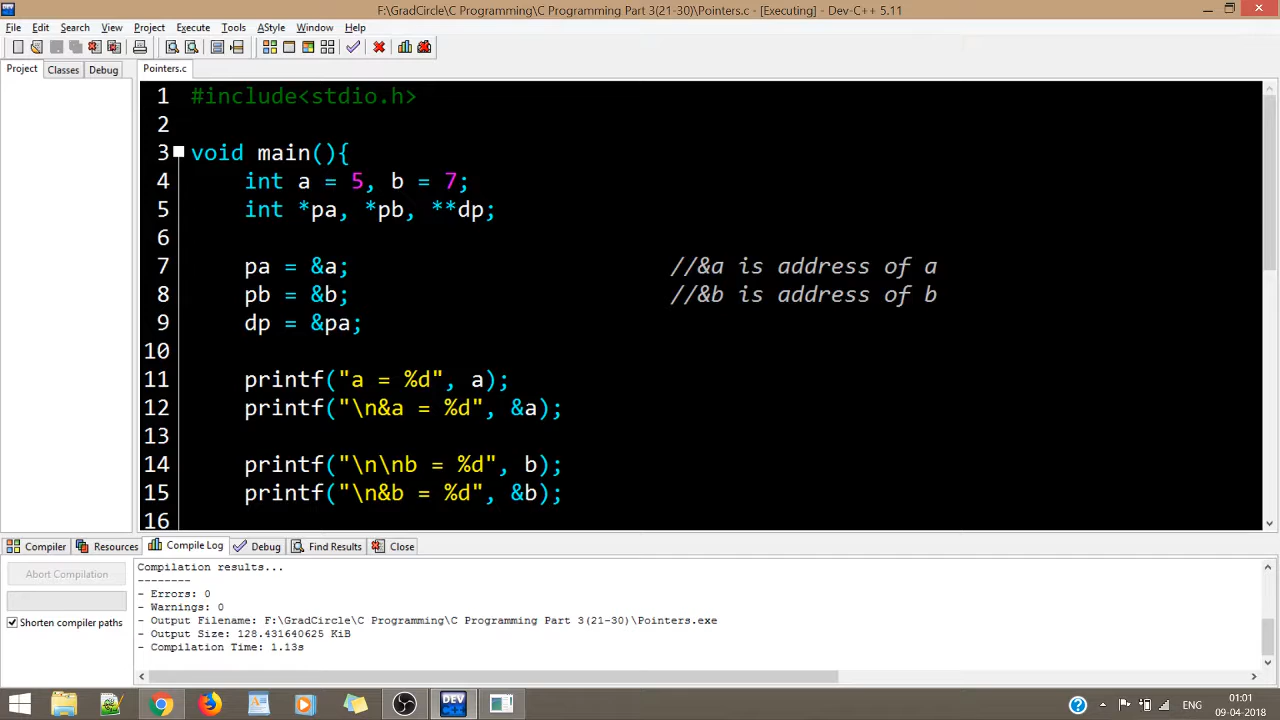 F:\GradCircle\C Programming\C Programming Part 3(21-30)\Pointers.c - [Executing] - Dev-C++ 5.11
File Edit Search View Project Execute Tools AStyle Window Help
Project Classes Debug Pointers.c
1 #include<stdio.h>
2
3 void main(){
4 int a = 5, b = 7;
5 int *pa, *pb, **dp;
6
7 pa = &a; //&a is address of a
8 pb = &b; //&b is address of b
9 dp = &pa;
10
11 printf("a = %d", a);
12 printf("\n&a = %d", &a);
13
14 printf("\n\nb = %d", b);
15 printf("\n&b = %d", &b);
16
Compiler Resources Compile Log Debug Find Results Close
Abort Compilation
Shorten compiler paths
Compilation results...
--------
- Errors: 0
- Warnings: 0
- Output Filename: F:\GradCircle\C Programming\C Programming Part 3(21-30)\Pointers.exe
- Output Size: 128.431640625 KiB
- Compilation Time: 1.13s
DEV
ENG
01:01
09-04-2018